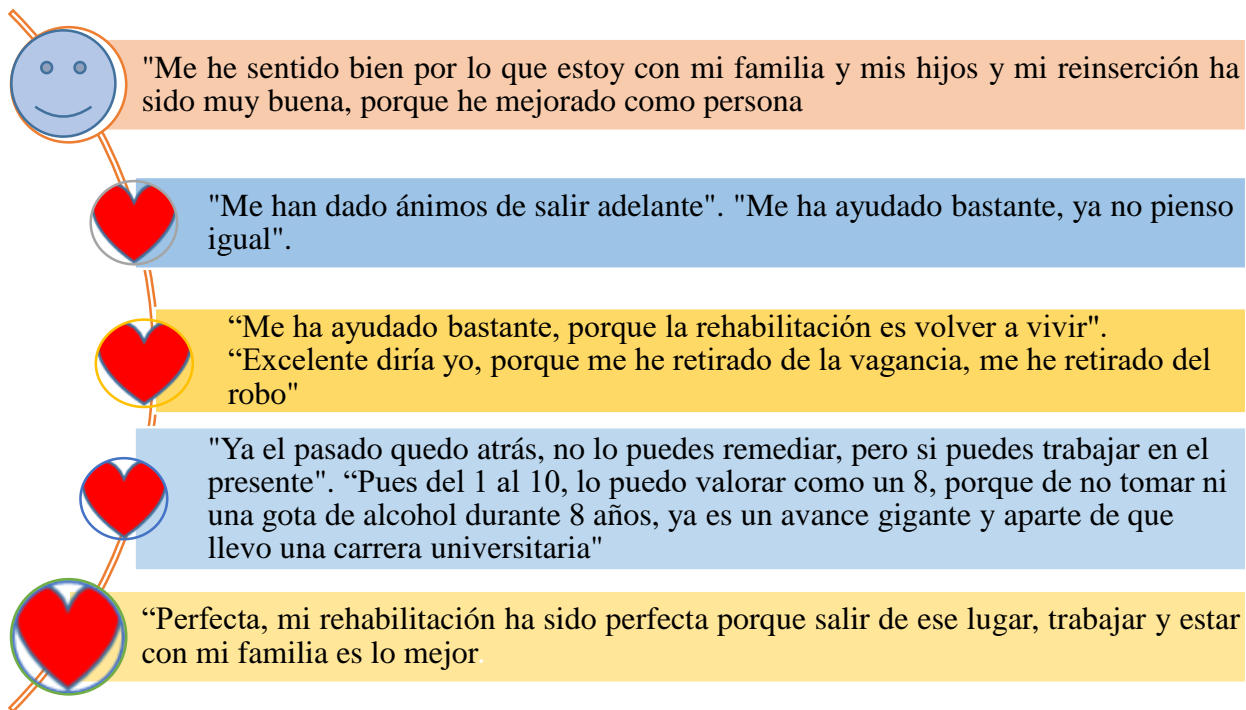 "Me he sentido bien por lo que estoy con mi familia y mis hijos y mi reinserción ha
sido muy buena, porque he mejorado como persona
"Me han dado ánimos de salir adelante". "Me ha ayudado bastante, ya no pienso
igual".
“Me ha ayudado bastante, porque la rehabilitación es volver a vivir".
“Excelente diría yo, porque me he retirado de la vagancia, me he retirado del
robo"
"Ya el pasado quedo atrás, no lo puedes remediar, pero si puedes trabajar en el
presente". “Pues del 1 al 10, lo puedo valorar como un 8, porque de no tomar ni
una gota de alcohol durante 8 años, ya es un avance gigante y aparte de que
llevo una carrera universitaria"
“Perfecta, mi rehabilitación ha sido perfecta porque salir de ese lugar, trabajar y estar
con mi familia es lo mejor.